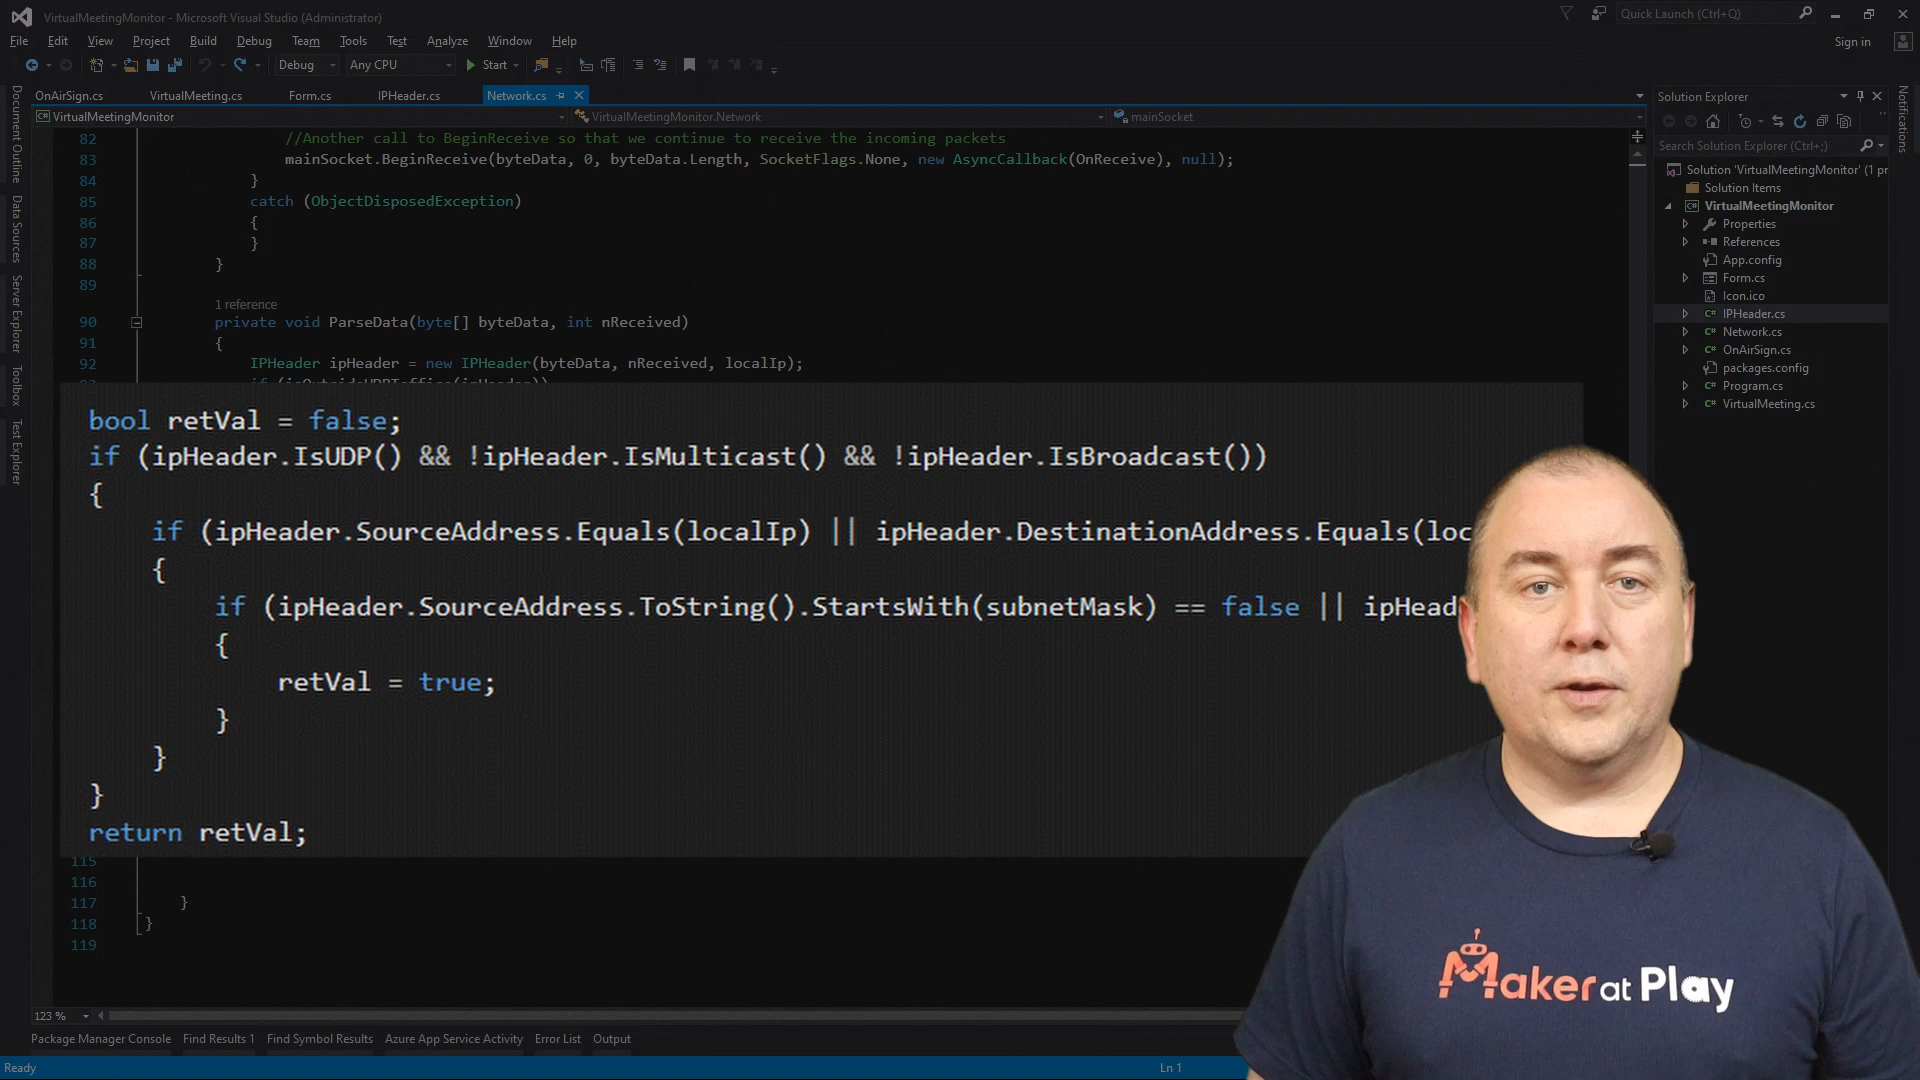 VirtualMeetingMonitor - Microsoft Visual Studio (Administrator)
Quick Launch (Ctrl+Q)
File Edit View Project Build Debug Team Tools Test Analyze Window Help
Sign in
Debug Any CPU Start
OnAirSign.cs VirtualMeeting.cs Form.cs IPHeader.cs Network.cs
VirtualMeetingMonitor VirtualMeetingMonitor.Network mainSocket
Document Outline
Data Sources
Server Explorer
Toolbox
Test Explorer
82 //Another call to BeginReceive so that we continue to receive the incoming packets
83 mainSocket.BeginReceive(byteData, 0, byteData.Length, SocketFlags.None, new AsyncCallback(OnReceive), null);
84 }
85 catch (ObjectDisposedException)
86 {
87 }
88 }
89
1 reference
90 private void ParseData(byte[] byteData, int nReceived)
91 {
92 IPHeader ipHeader = new IPHeader(byteData, nReceived, localIp);
bool retVal = false;
if (ipHeader.IsUDP() && !ipHeader.IsMulticast() && !ipHeader.IsBroadcast())
{
if (ipHeader.SourceAddress.Equals(localIp) || ipHeader.DestinationAddress.Equals(loc
{
if (ipHeader.SourceAddress.ToString().StartsWith(subnetMask) == false || ipHead
{
retVal = true;
}
}
}
return retVal;
115
116
117 }
118 }
119
123 %
Package Manager Console Find Results 1 Find Symbol Results Azure App Service Activity Error List Output
Ready Ln 1
Solution Explorer
Search Solution Explorer (Ctrl+;)
Solution 'VirtualMeetingMonitor' (1 pr
Solution Items
VirtualMeetingMonitor
Properties
References
App.config
Form.cs
Icon.ico
IPHeader.cs
Network.cs
OnAirSign.cs
packages.config
Program.cs
VirtualMeeting.cs
Notifications
Maker at Play